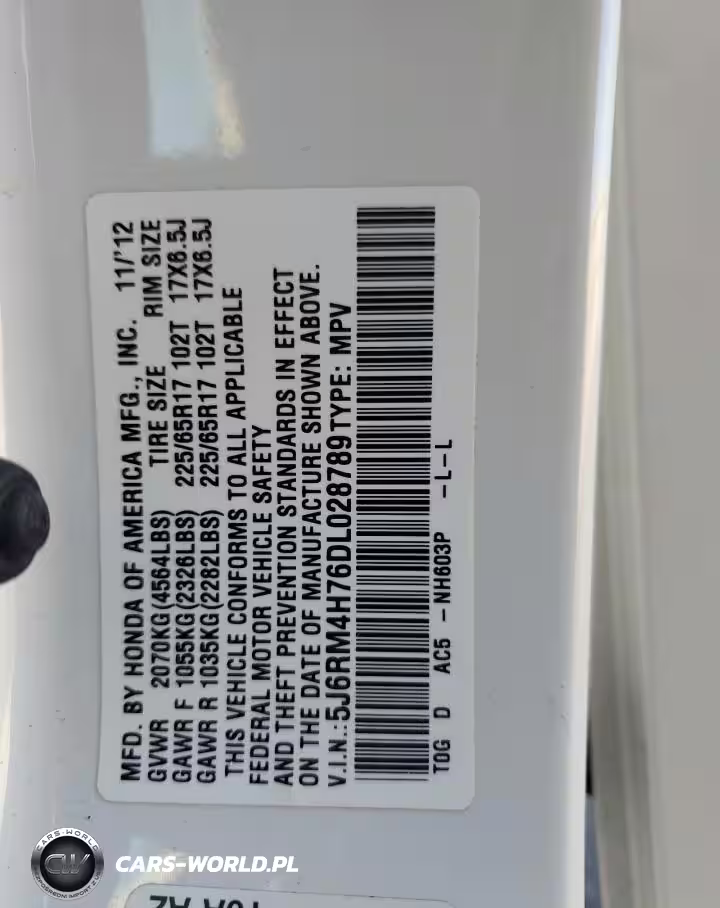 MFD. BY HONDA OF AMERICA MFG., INC. 11/'12
GVWR 2070KG(4564LBS) TIRE SIZE RIM SIZE
GAWR F 1055KG(2326LBS) 225/65R17 102T 17X6.5J
GAWR R 1035KG(2282LBS) 225/65R17 102T 17X6.5J
THIS VEHICLE CONFORMS TO ALL APPLICABLE
FEDERAL MOTOR VEHICLE SAFETY
AND THEFT PREVENTION STANDARDS IN EFFECT
ON THE DATE OF MANUFACTURE SHOWN ABOVE.
V.I.N.:5J6RM4H76DL028789 TYPE: MPV
T0G D AC5 - NH603P - L - L
CARS-WORLD
CW
CARS-WORLD.PL